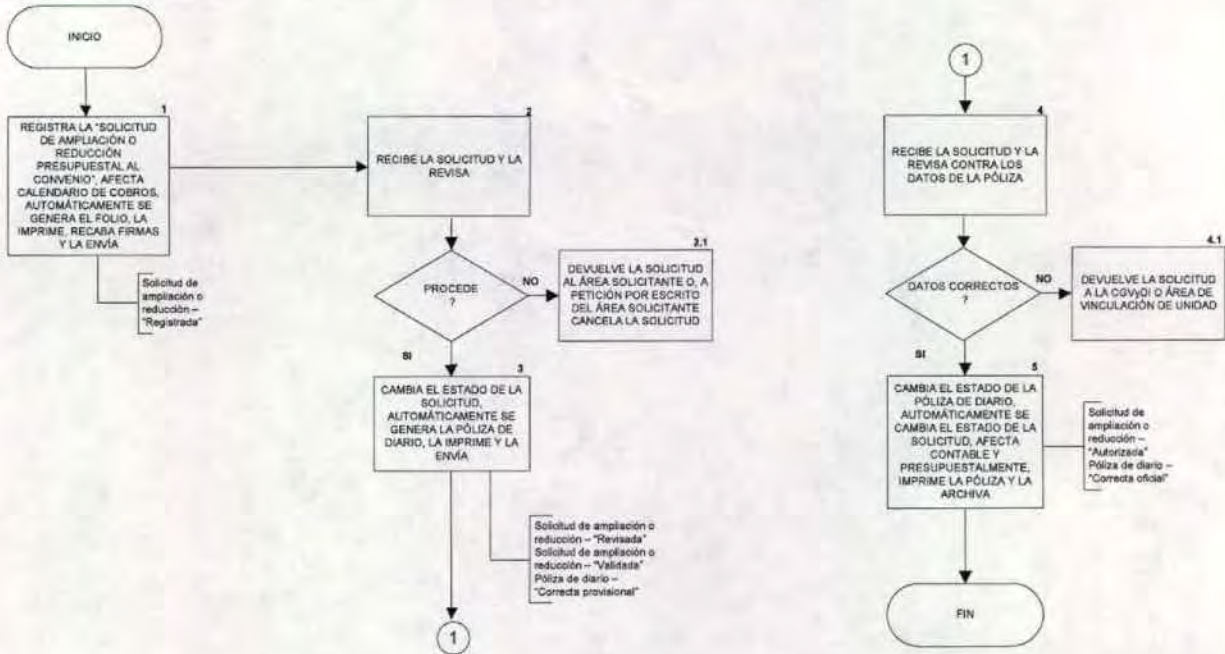 INICIO
1
REGISTRA LA "SOLICITUD
DE AMPLIACIÓN O
REDUCCIÓN
PRESUPUESTAL AL
CONVENIO", AFECTA
CALENDARIO DE COBROS,
AUTOMÁTICAMENTE SE
GENERA EL FOLIO, LA
IMPRIME, RECABA FIRMAS
Y LA ENVÍA
Solicitud de
ampliación o
reducción –
"Registrada"
2
RECIBE LA SOLICITUD Y LA
REVISA
PROCEDE
?
NO
2.1
DEVUELVE LA SOLICITUD
AL ÁREA SOLICITANTE O, A
PETICIÓN POR ESCRITO
DEL ÁREA SOLICITANTE
CANCELA LA SOLICITUD
SI
3
CAMBIA EL ESTADO DE LA
SOLICITUD,
AUTOMÁTICAMENTE SE
GENERA LA PÓLIZA DE
DIARIO, LA IMPRIME Y LA
ENVÍA
Solicitud de ampliación o
reducción – "Revisada"
Solicitud de ampliación o
reducción – "Validada"
Póliza de diario –
"Correcta provisional"
1
1
4
RECIBE LA SOLICITUD Y LA
REVISA CONTRA LOS
DATOS DE LA PÓLIZA
DATOS CORRECTOS
?
NO
4.1
DEVUELVE LA SOLICITUD
A LA CGVyDI O ÁREA DE
VINCULACIÓN DE UNIDAD
SI
5
CAMBIA EL ESTADO DE LA
PÓLIZA DE DIARIO,
AUTOMÁTICAMENTE SE
CAMBIA EL ESTADO DE LA
SOLICITUD, AFECTA
CONTABLE Y
PRESUPUESTALMENTE,
IMPRIME LA PÓLIZA Y LA
ARCHIVA
Solicitud de
ampliación o
reducción –
"Autorizada"
Póliza de diario –
"Correcta oficial"
FIN